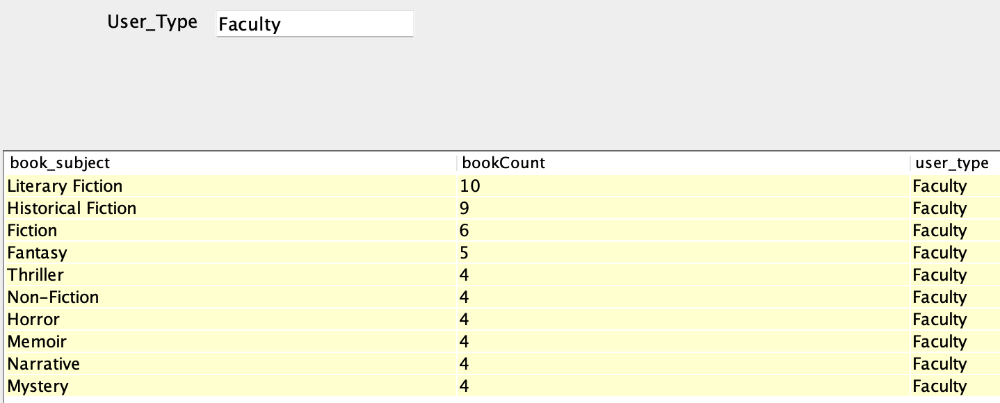 User_Type Faculty
book_subject bookCount user_type
Literary Fiction 10 Faculty
Historical Fiction 9 Faculty
Fiction 6 Faculty
Fantasy 5 Faculty
Thriller 4 Faculty
Non-Fiction 4 Faculty
Horror 4 Faculty
Memoir 4 Faculty
Narrative 4 Faculty
Mystery 4 Faculty